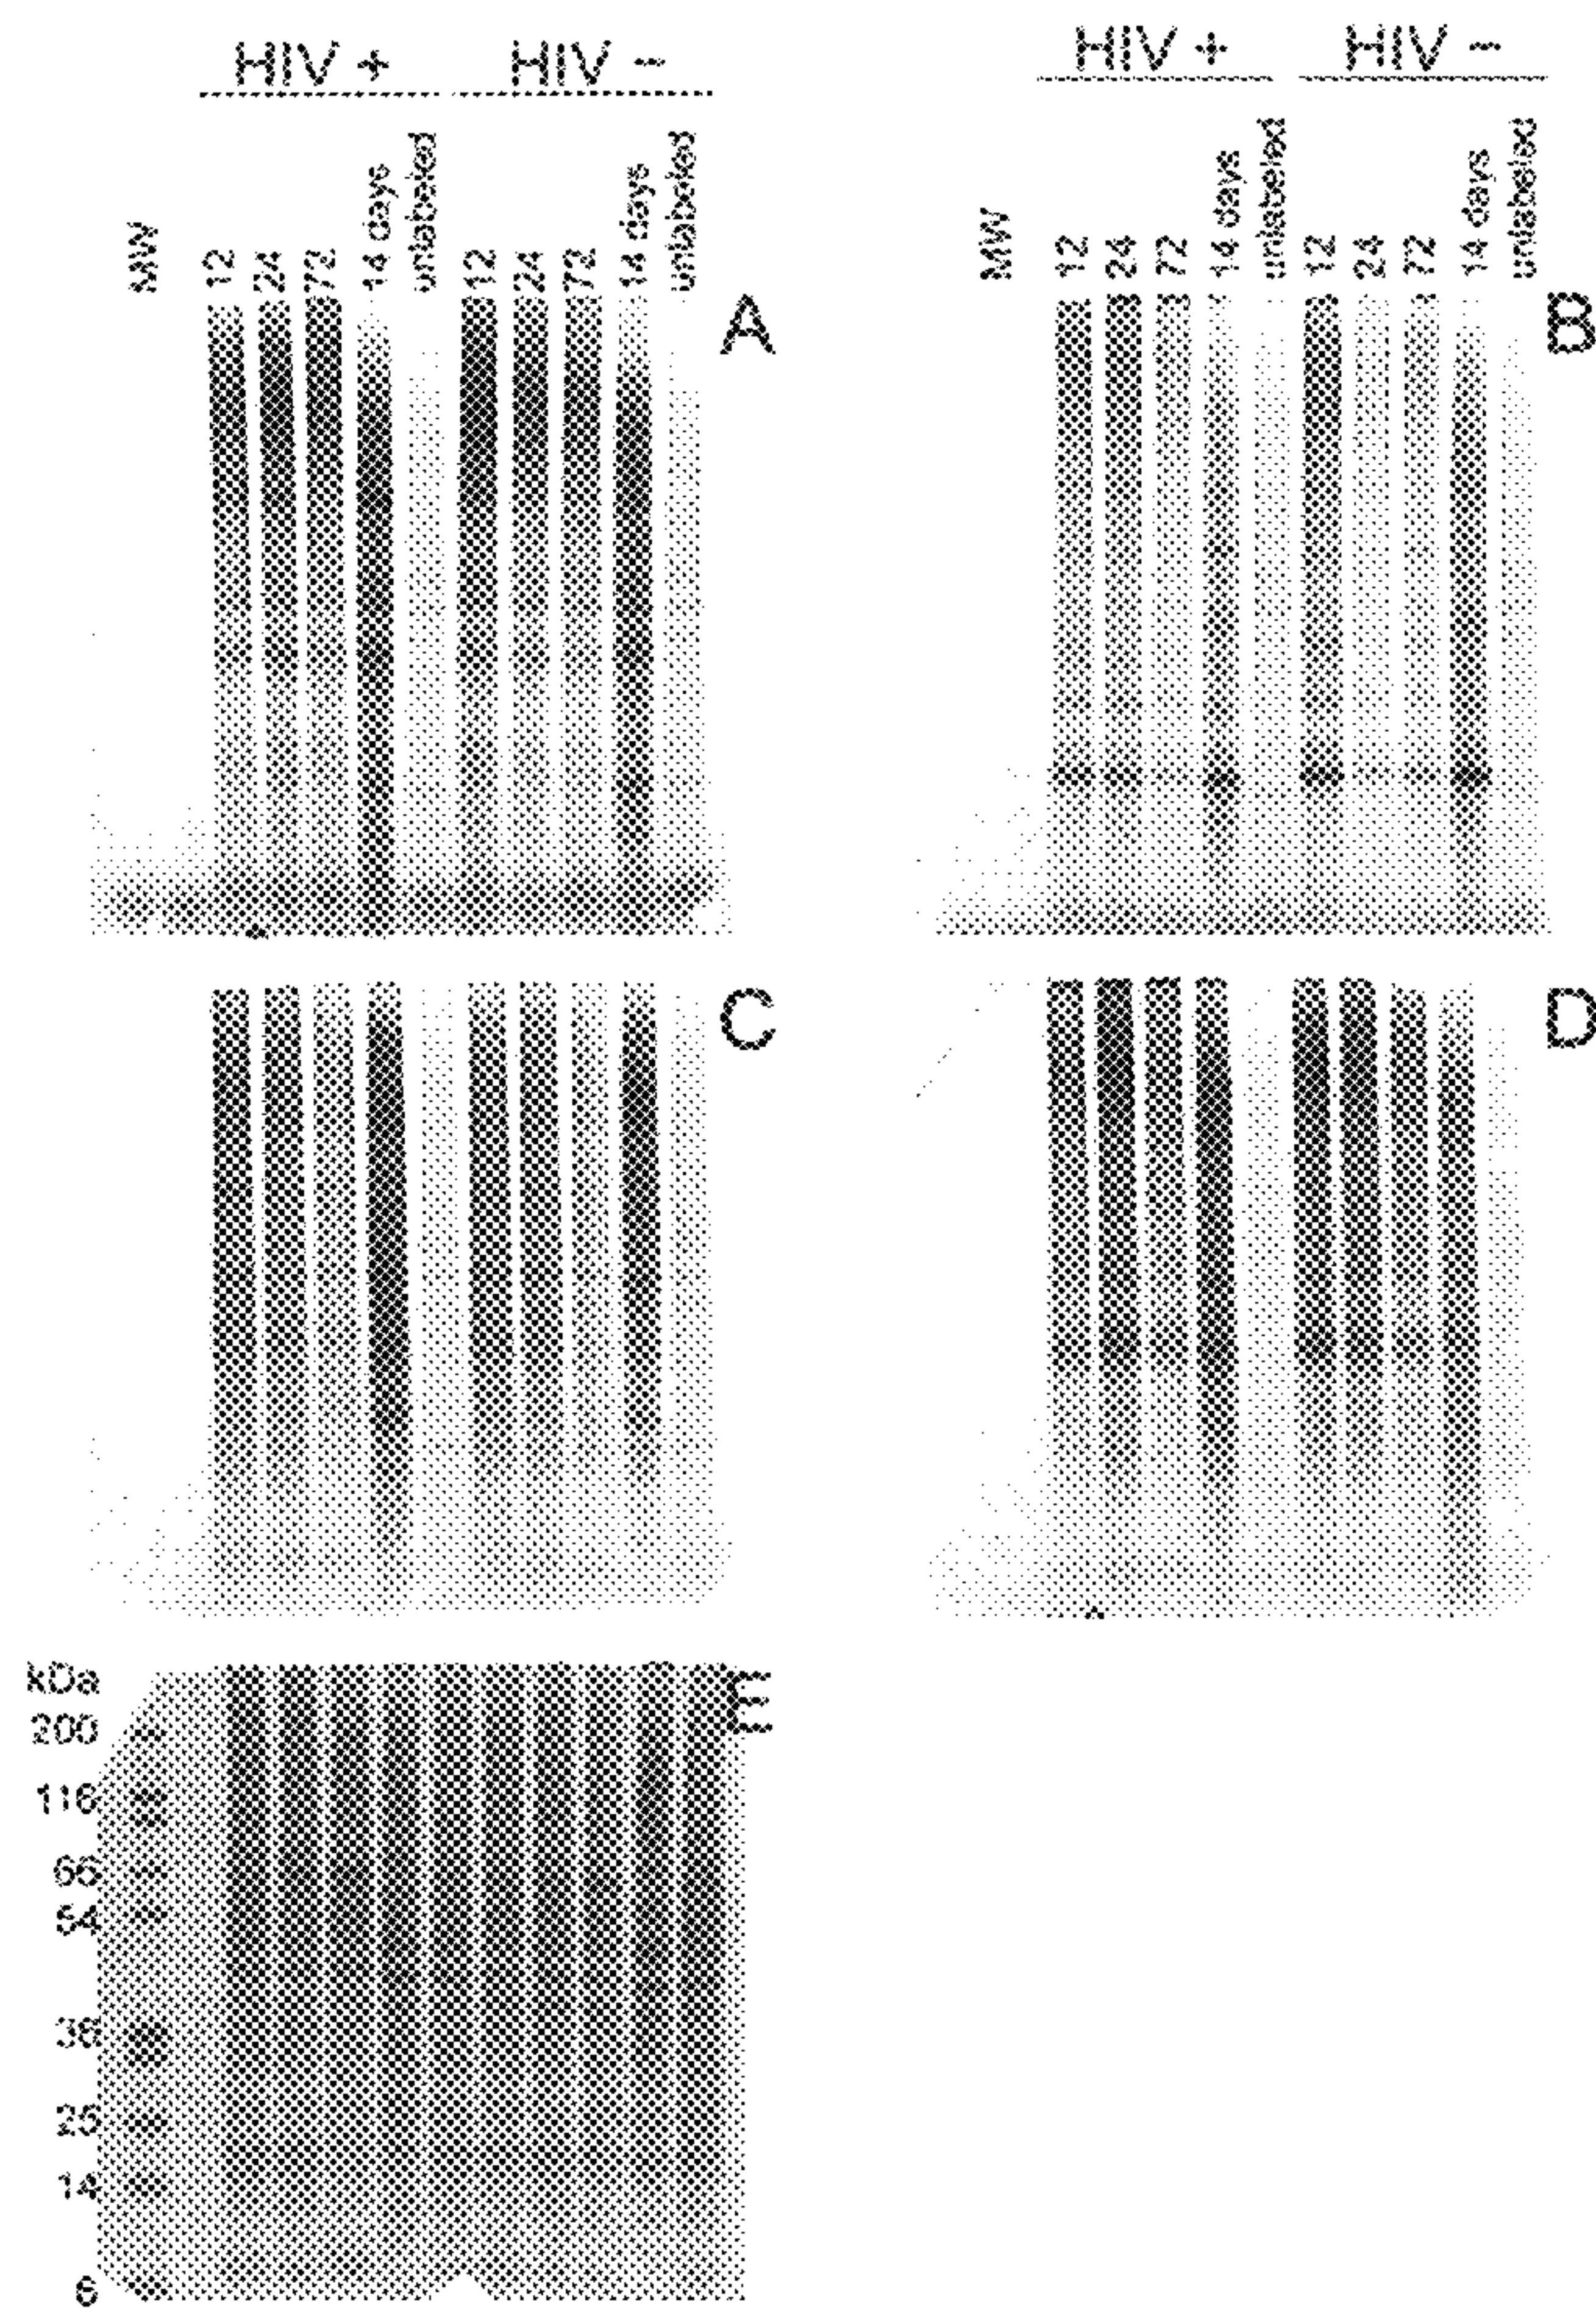 HIV + HIV - HIV + HIV -
MW 12 24 72 14 days unlabeled 12 24 72 14 days unlabeled
MW 12 24 72 14 days unlabeled 12 24 72 14 days unlabeled
A
B
C
D
E
kDa
200
116
66
54
36
25
14
6